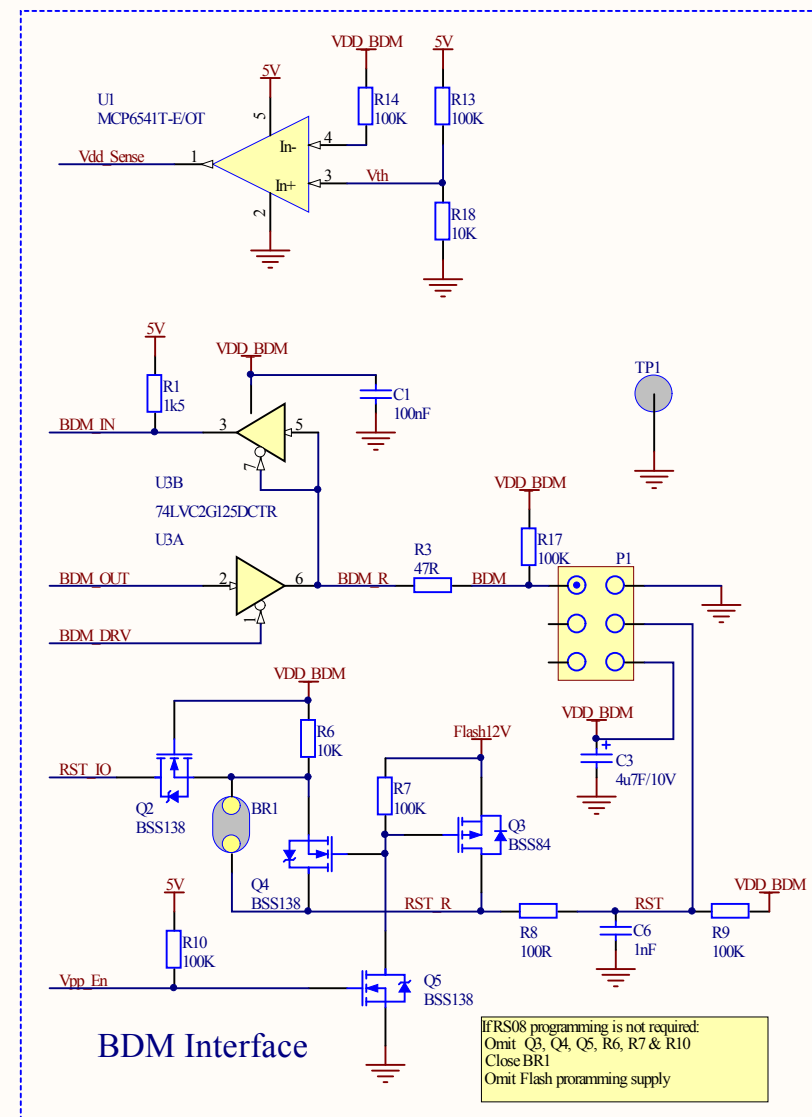 VDD_BDM
5V
5V
U1
MCP6541T-E/OT
R14
100K
R13
100K
5
In-
4
Vdd_Sense
1
In+
3
Vth
2
R18
10K
5V
VDD_BDM
R1
1k5
C1
100nF
TP1
BDM_IN
3
5
7
U3B
74LVC2G125DCTR
U3A
VDD_BDM
R17
100K
R3
47R
P1
BDM_OUT
2
6
BDM_R
BDM
1
BDM_DRV
VDD_BDM
R6
10K
Flash12V
VDD_BDM
+
C3
4u7F/10V
RST_IO
Q2
BSS138
BR1
R7
100K
Q3
BSS84
Q4
BSS138
5V
RST_R
RST
VDD_BDM
R8
100R
C6
1nF
R9
100K
R10
100K
Vpp_En
Q5
BSS138
BDM Interface
If RS08 programming is not required:
Omit Q3, Q4, Q5, R6, R7 & R10
Close BR1
Omit Flash proramming supply